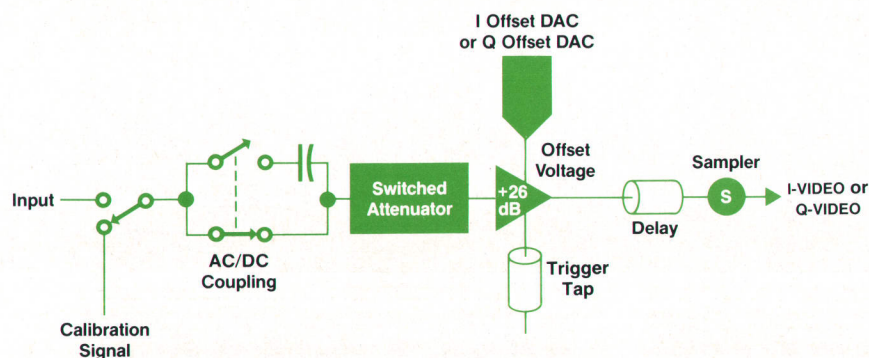 I Offset DAC
or Q Offset DAC
Offset
Voltage
Sampler
Input
Switched
Attenuator
+26
dB
S
I-VIDEO or
Q-VIDEO
Delay
AC/DC
Coupling
Trigger
Tap
Calibration
Signal